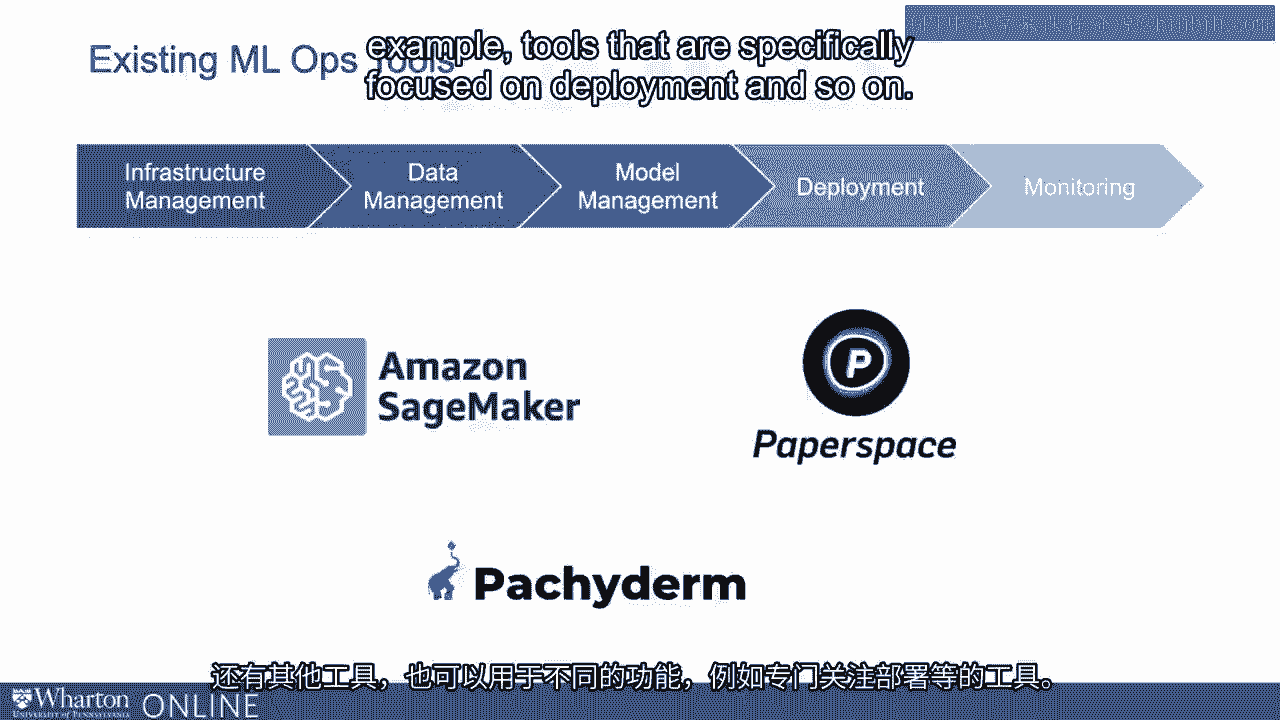 example, tools that are specifically
focused on deployment and so on.
Existing ML Ops Tools
Infrastructure
Management
Data
Management
Model
Management
Deployment
Monitoring
Amazon
SageMaker
P
Paperspace
Pachyderm
还有其他工具，也可以用于不同的功能，例如专门关注部署等的工具。
Wharton
UNIVERSITY of PENNSYLVANIA
ONLINE